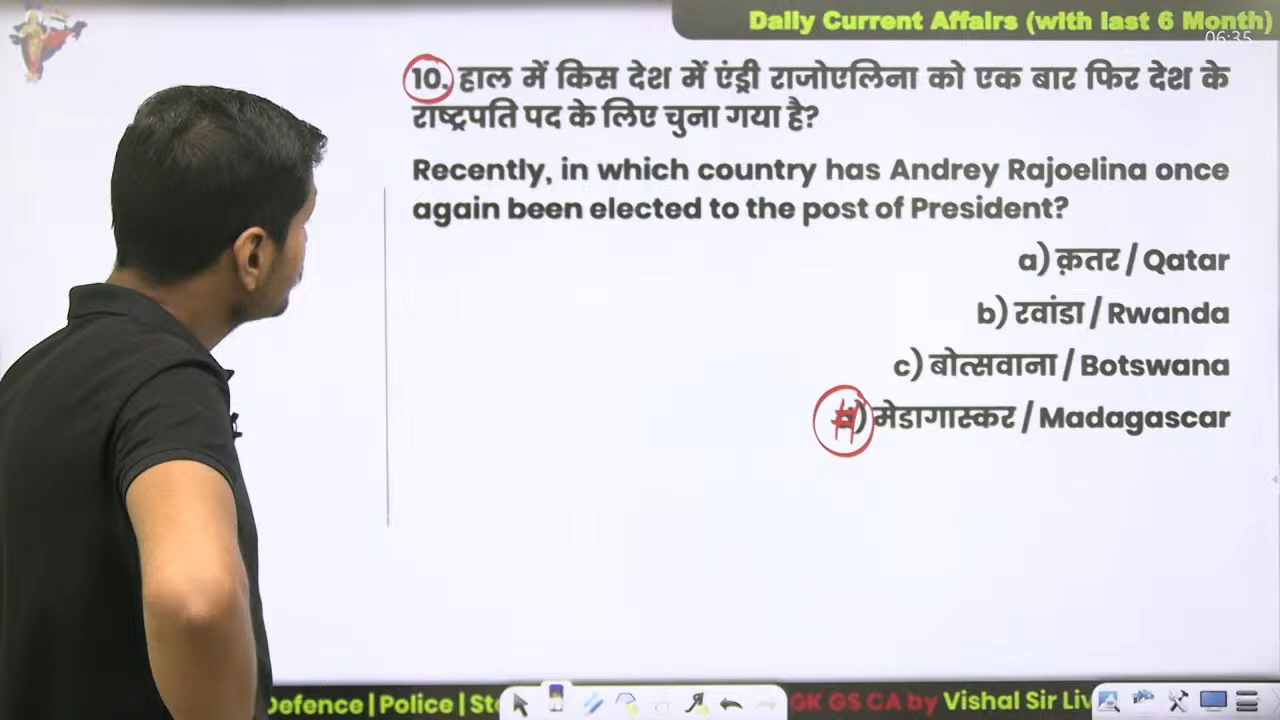 Daily Current Affairs (with last 6 Month)
06:35
10. हाल में किस देश में एंड्री राजोएलिना को एक बार फिर देश के
राष्ट्रपति पद के लिए चुना गया है?
Recently, in which country has Andrey Rajoelina once
again been elected to the post of President?
a) क़तर / Qatar
b) रवांडा / Rwanda
c) बोत्सवाना / Botswana
d) मेडागास्कर / Madagascar
Defence | Police | St
GK GS CA by Vishal Sir Liv